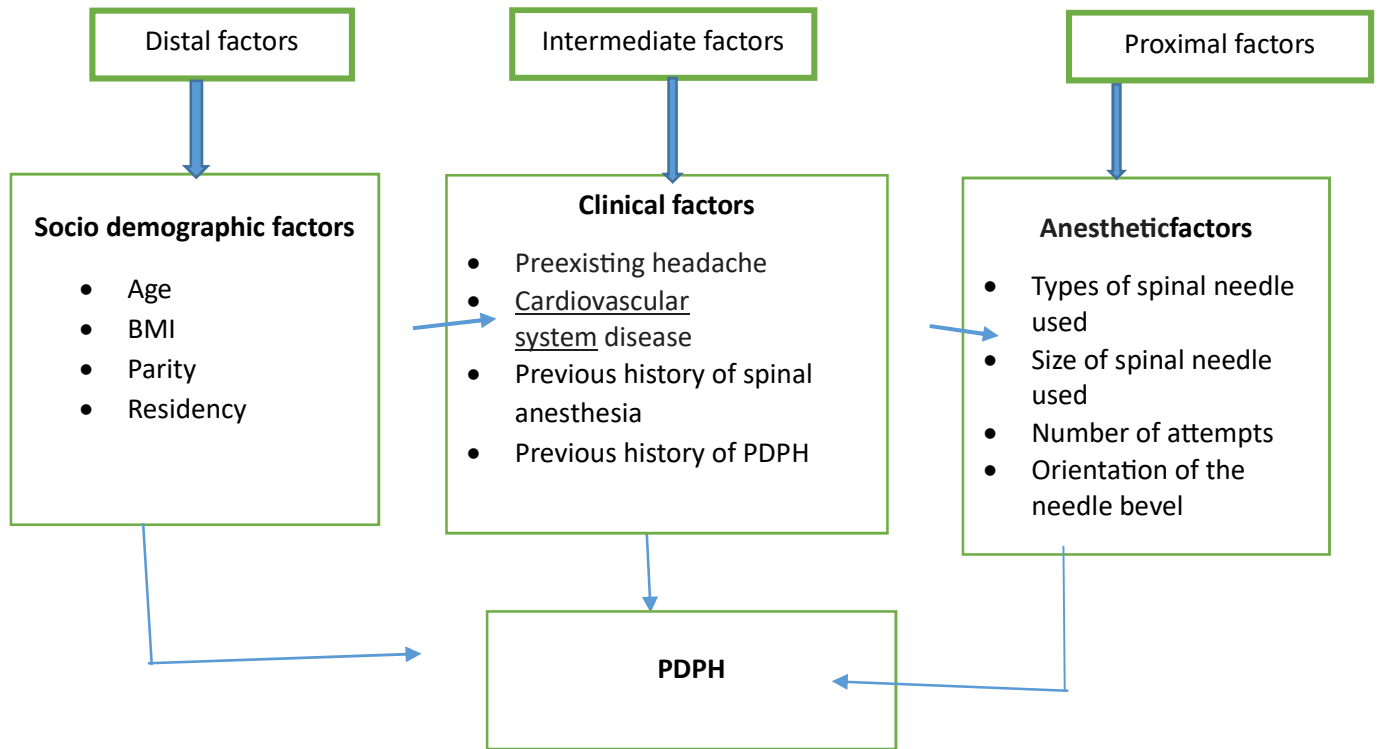 Distal factors
Intermediate factors
Proximal factors
Socio demographic factors
• Age
• BMI
• Parity
• Residency
Clinical factors
• Preexisting headache
• Cardiovascular
system disease
• Previous history of spinal
anesthesia
• Previous history of PDPH
Anestheticfactors
• Types of spinal needle
used
• Size of spinal needle
used
• Number of attempts
• Orientation of the
needle bevel
PDPH